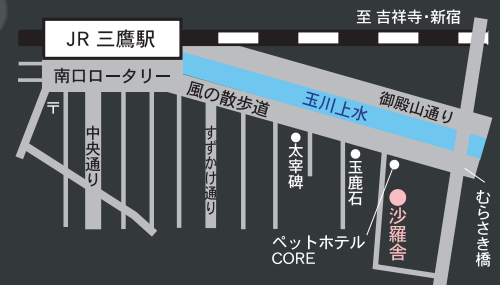 至 吉祥寺・新宿
JR 三鷹駅
南口ロータリー
〒
風の散歩道
玉川上水
御殿山通り
中央通り
すずかけ通り
太宰碑
玉鹿石
むらさき橋
沙羅舎
ペットホテル
CORE